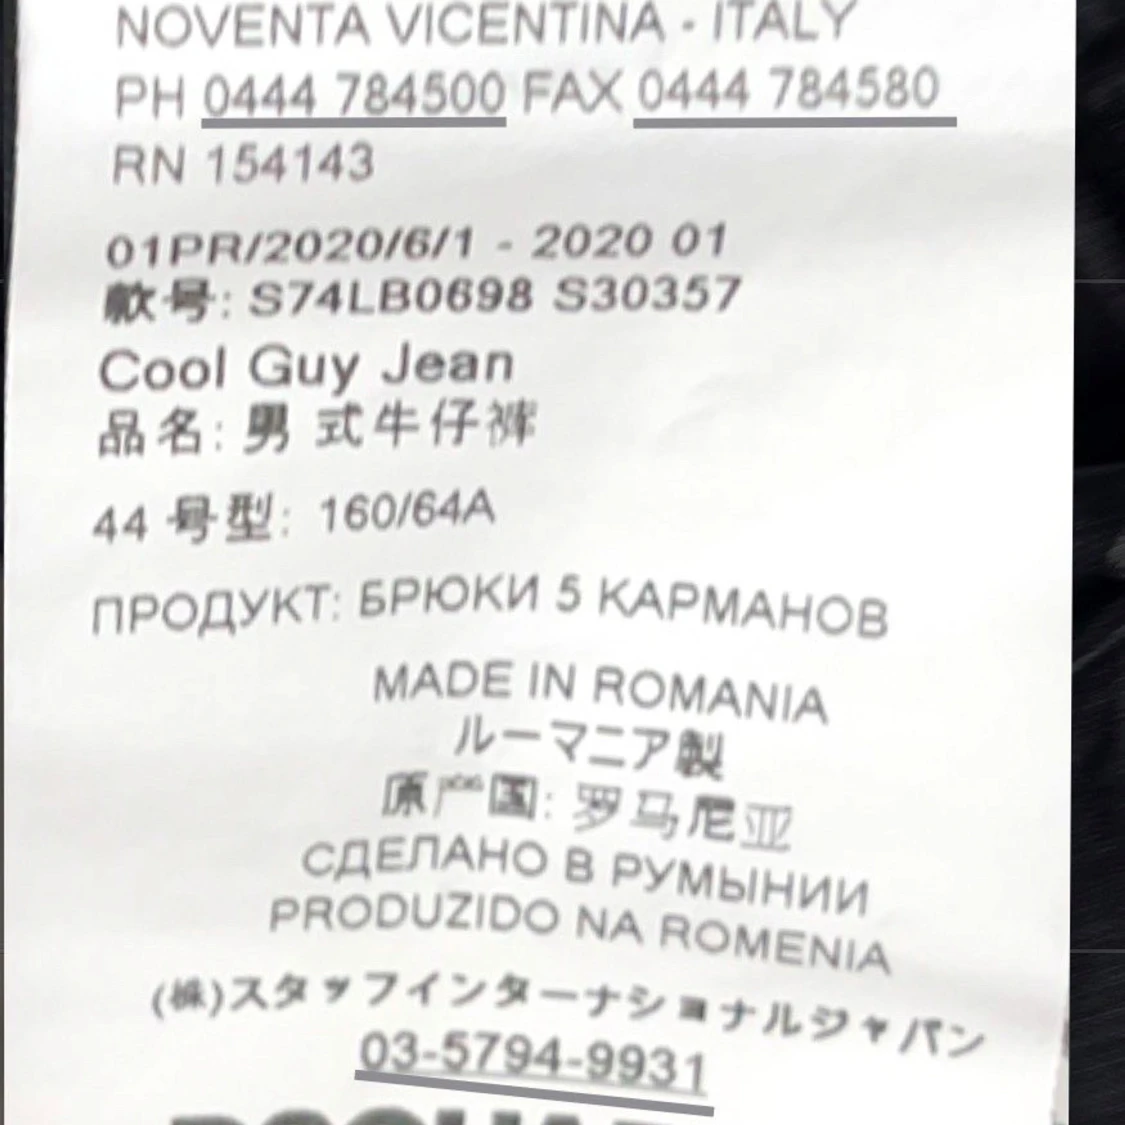 NOVENTA VICENTINA - ITALY
PH 0444 784500 FAX 0444 784580
RN 154143
01PR/2020/6/1 - 2020 01
款号: S74LB0698 S30357
Cool Guy Jean
品名: 男 式牛仔裤
44 号型: 160/64A
ПРОДУКТ: БРЮКИ 5 КАРМАНОВ
MADE IN ROMANIA
ルーマニア製
原产国: 罗马尼亚
СДЕЛАНО В РУМЫНИИ
PRODUZIDO NA ROMENIA
(株)スタッフインターナショナルジャパン
03-5794-9931